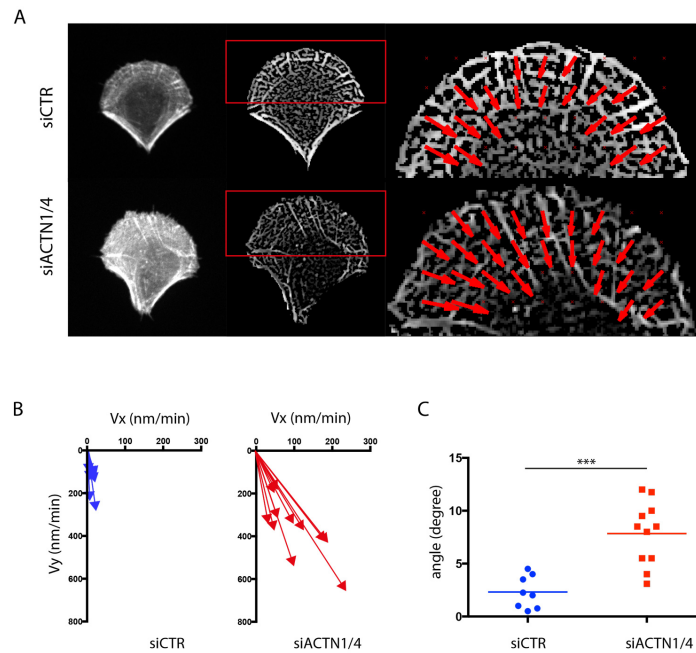 A
siCTR
siACTN1/4
B
Vx (nm/min)
0 100 200 300
0
200
400
600
800
Vy (nm/min)
siCTR
Vx (nm/min)
0 100 200 300
0
200
400
600
800
siACTN1/4
C
***
15
10
5
0
angle (degree)
siCTR
siACTN1/4